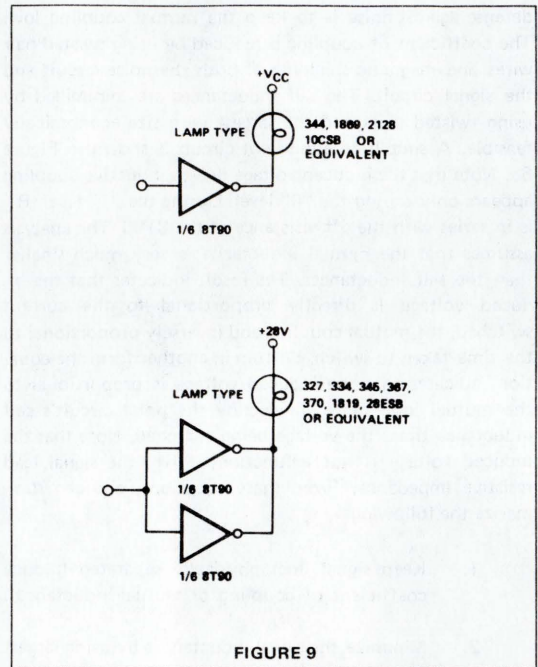 +VCC
LAMP TYPE
344, 1869, 2128
10CSB OR
EQUIVALENT
1/6 8T90
+28V
LAMP TYPE
327, 334, 345, 367,
370, 1819, 28ESB
OR EQUIVALENT
1/6 8T90
1/6 8T90
FIGURE 9